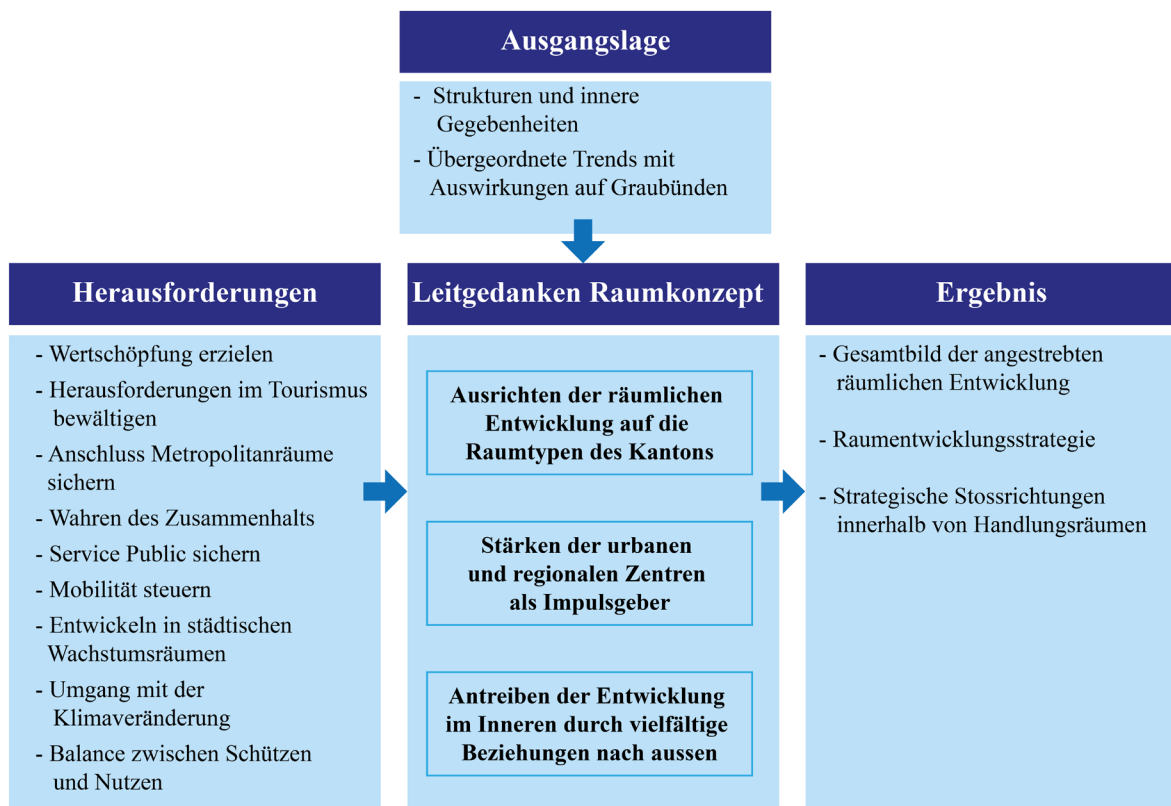 Ausgangslage
- Strukturen und innere
Gegebenheiten
- Übergeordnete Trends mit
Auswirkungen auf Graubünden
Herausforderungen
- Wertschöpfung erzielen
- Herausforderungen im Tourismus
bewältigen
- Anschluss Metropolitanräume
sichern
- Wahren des Zusammenhalts
- Service Public sichern
- Mobilität steuern
- Entwickeln in städtischen
Wachstumsräumen
- Umgang mit der
Klimaveränderung
- Balance zwischen Schützen
und Nutzen
Leitgedanken Raumkonzept
Ausrichten der räumlichen
Entwicklung auf die
Raumtypen des Kantons
Stärken der urbanen
und regionalen Zentren
als Impulsgeber
Antreiben der Entwicklung
im Inneren durch vielfältige
Beziehungen nach aussen
Ergebnis
- Gesamtbild der angestrebten
räumlichen Entwicklung
- Raumentwicklungsstrategie
- Strategische Stossrichtungen
innerhalb von Handlungsräumen